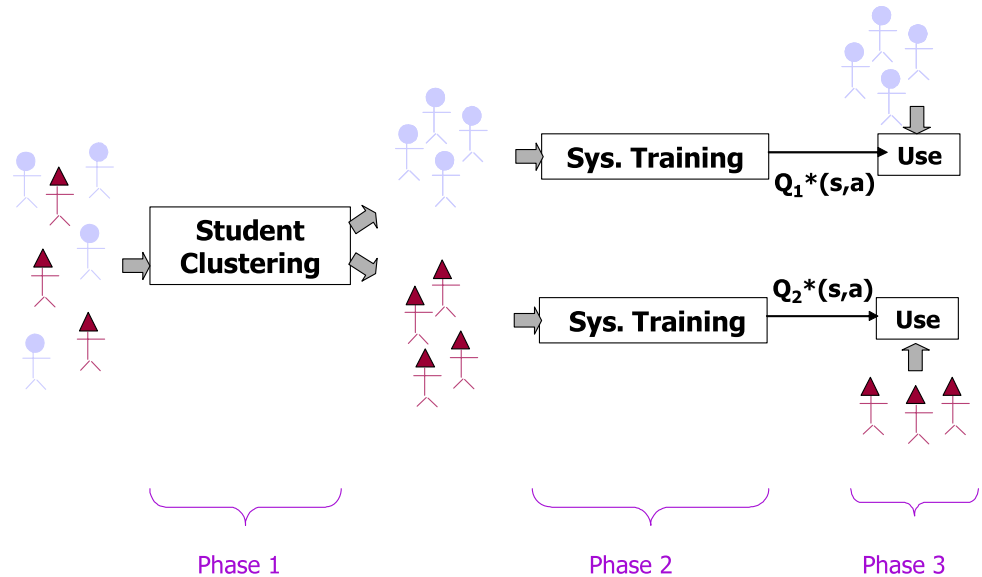 Sys. Training
Use
Q1*(s,a)
Student
Clustering
Q2*(s,a)
Sys. Training
Use
Phase 1
Phase 2
Phase 3